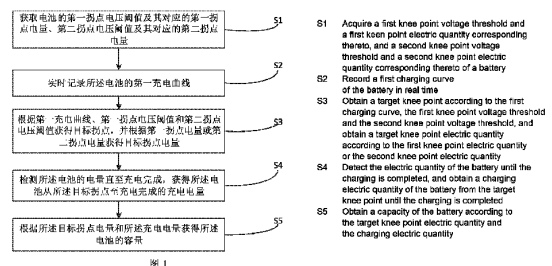 获取电池的第一拐点电压阈值及其对应的第一拐
点电量、第二拐点电压阈值及其对应的第二拐点
电量
S1
实时记录所述电池的第一充电曲线
S2
根据第一充电曲线、第一拐点电压阈值和第二拐点
电压阈值获得目标拐点，并根据第一拐点电量或第
二拐点电量获得目标拐点电量
S3
检测所述电池的电量直至充电完成，获得所述电
池从所述目标拐点至充电完成的充电电量
S4
根据所述目标拐点电量和所述充电电量获得所述
电池的容量
S5
图 1
S1 Acquire a first knee point voltage threshold and
a first keen point electric quantity corresponding
thereto, and a second knee point voltage
threshold and a second knee point electric
quantity corresponding thereto of a battery
S2 Record a first charging curve
of the battery in real time
S3 Obtain a target knee point according to the first
charging curve, the first knee point voltage threshold
and the second knee point voltage threshold, and
obtain a target knee point electric quantity
according to the first knee point electric quantity
or the second knee point electric quantity
S4 Detect the electric quantity of the battery until the
charging is completed, and obtain a charging
electric quantity of the battery from the target
knee point until the charging is completed
S5 Obtain a capacity of the battery according to
the target knee point electric quantity and
the charging electric quantity